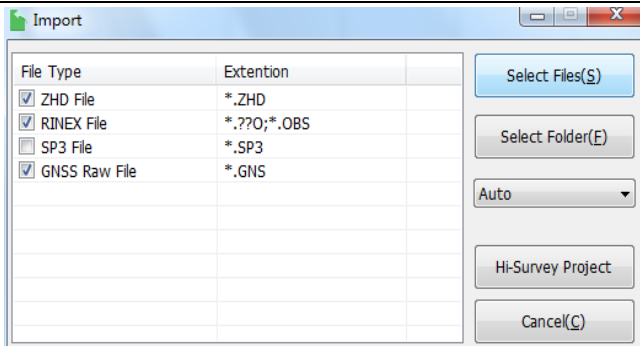 Import
File Type Extention
ZHD File *.ZHD
RINEX File *.??O;*.OBS
SP3 File *.SP3
GNSS Raw File *.GNS
Select Files(S)
Select Folder(F)
Auto
Hi-Survey Project
Cancel(C)